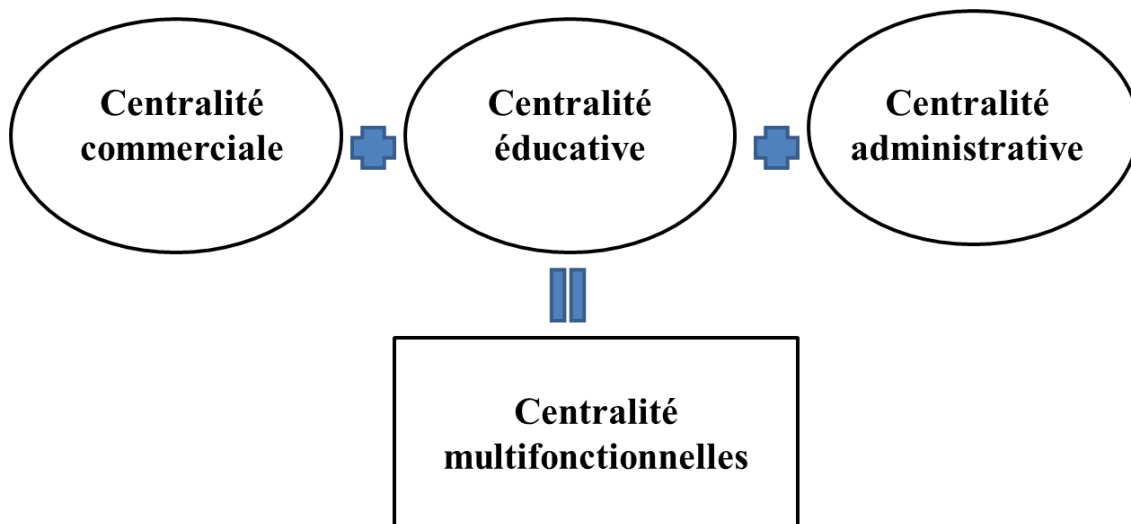 Centralité
commerciale
Centralité
éducative
Centralité
administrative
Centralité
multifonctionnelles